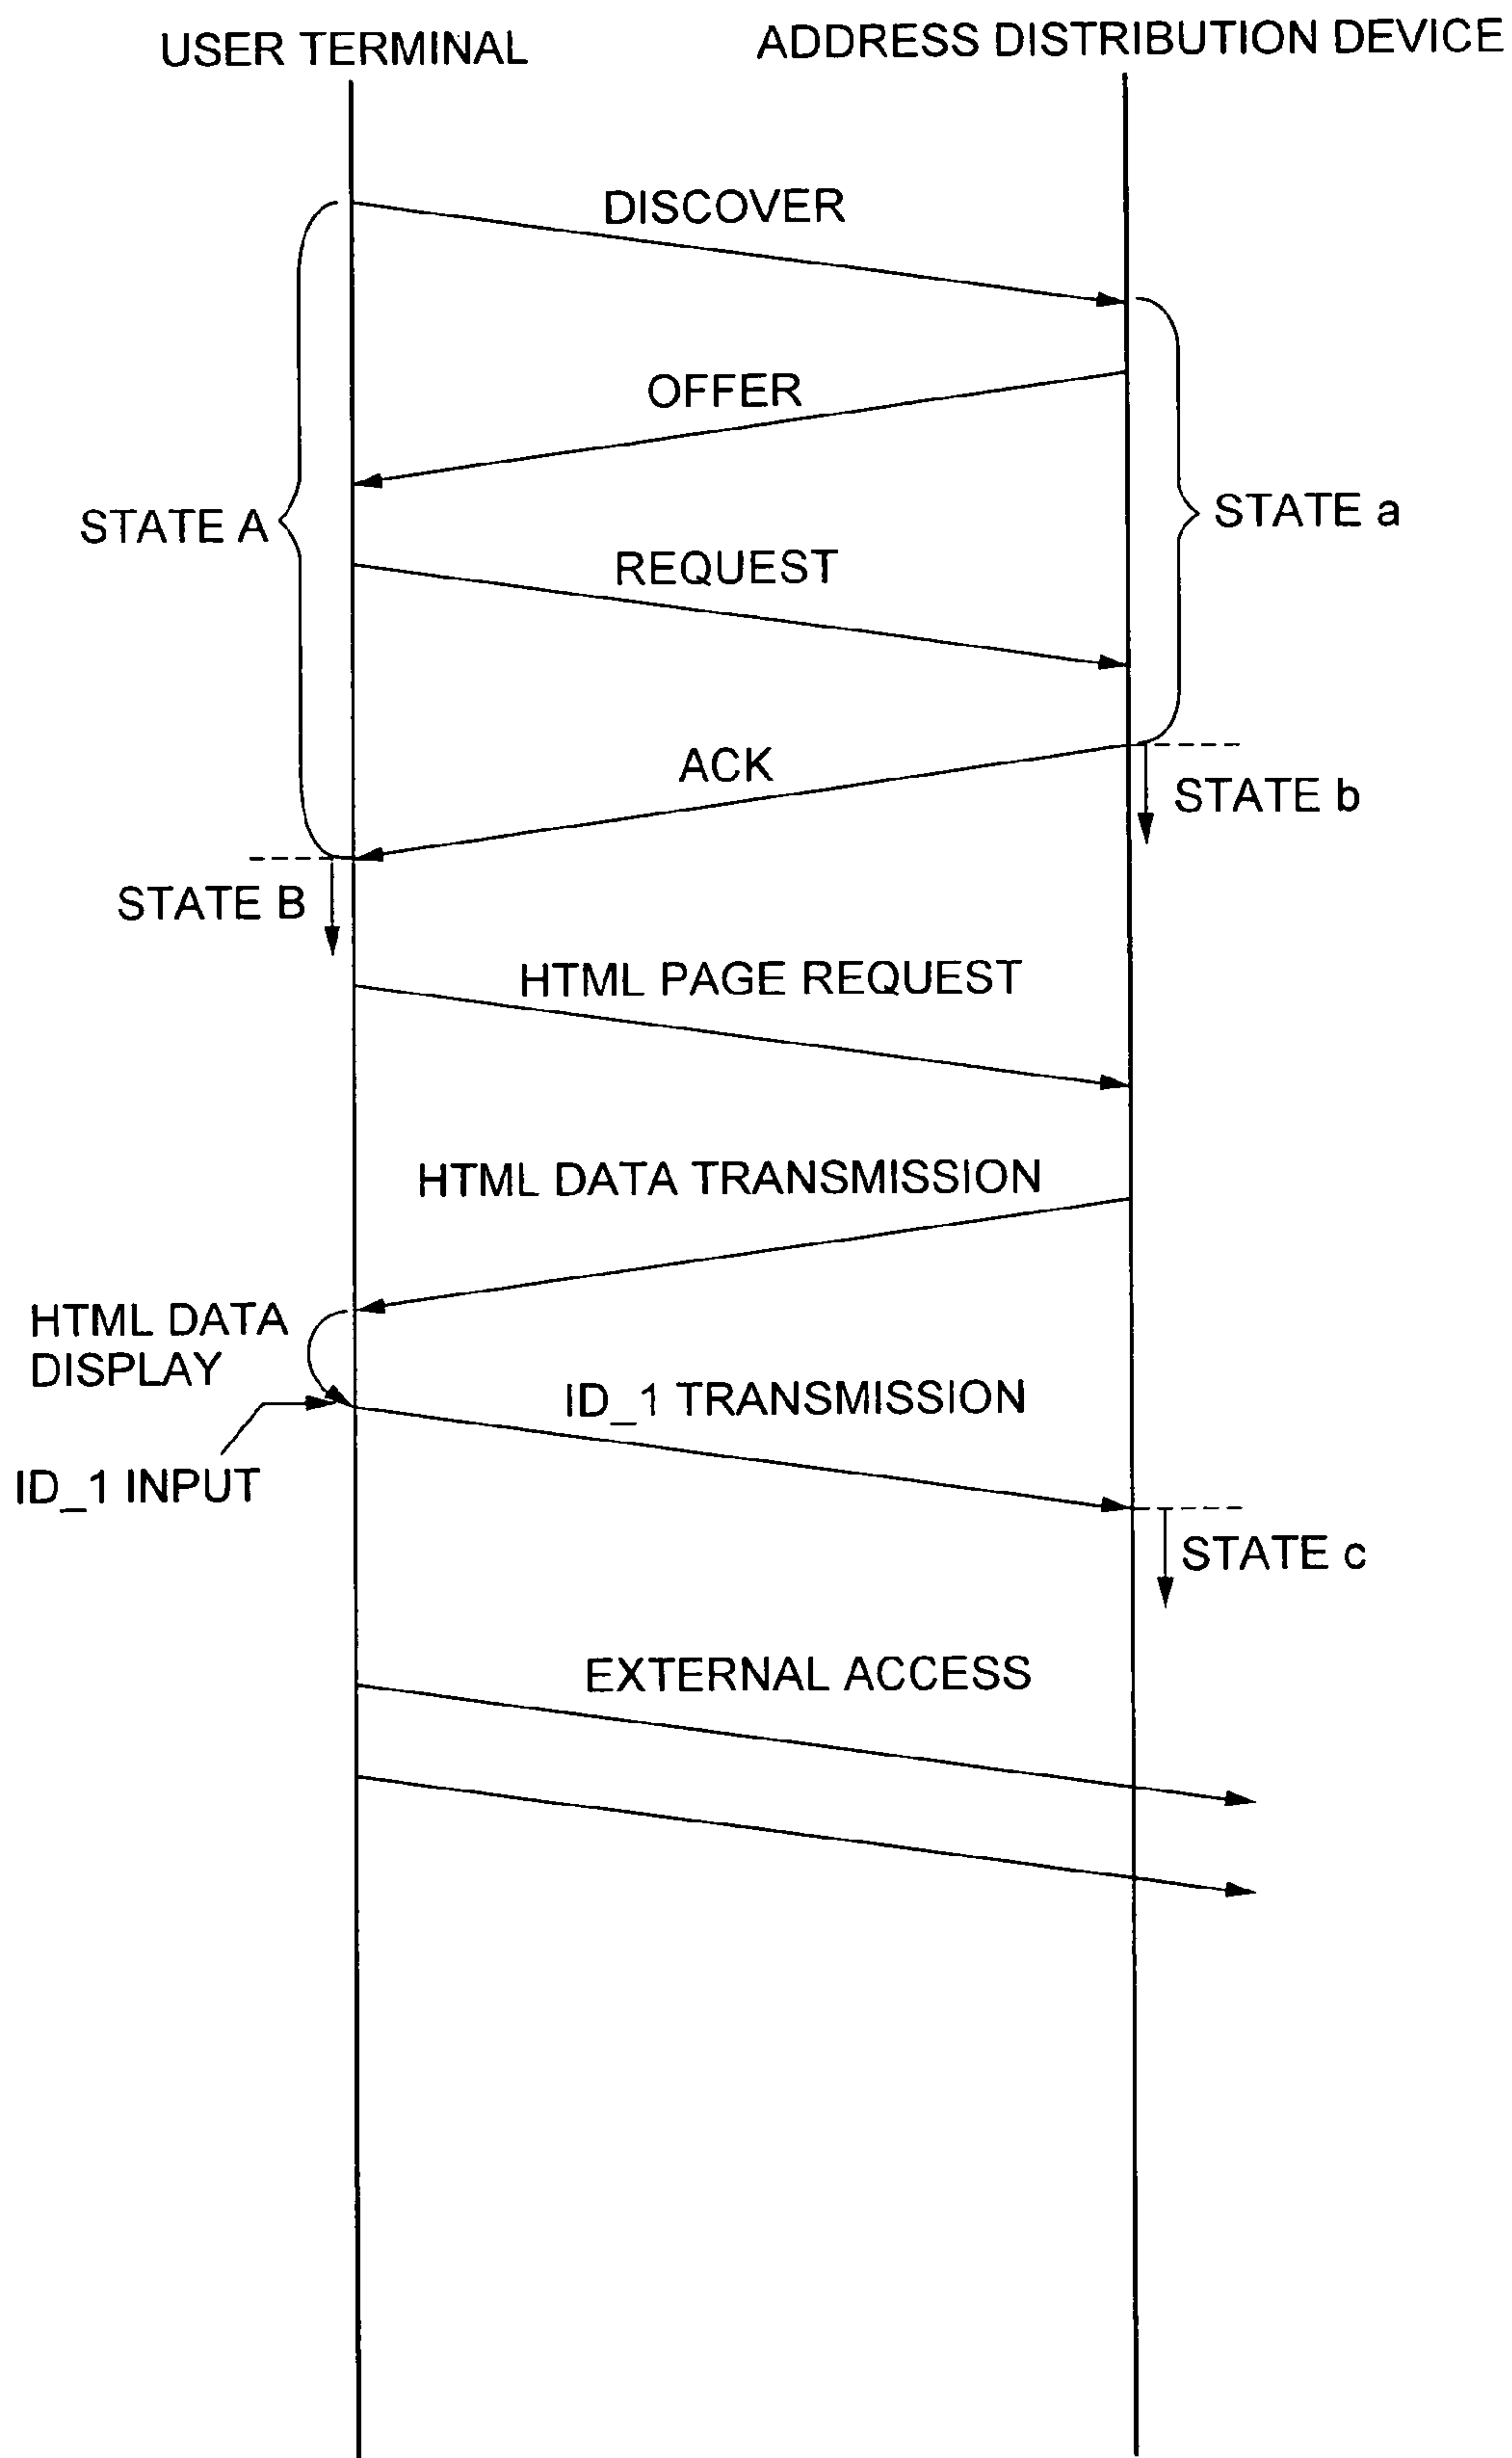 USER TERMINAL
ADDRESS DISTRIBUTION DEVICE
DISCOVER
OFFER
STATE A
STATE a
REQUEST
ACK
STATE b
STATE B
HTML PAGE REQUEST
HTML DATA TRANSMISSION
HTML DATA
DISPLAY
ID_1 TRANSMISSION
ID_1 INPUT
STATE c
EXTERNAL ACCESS